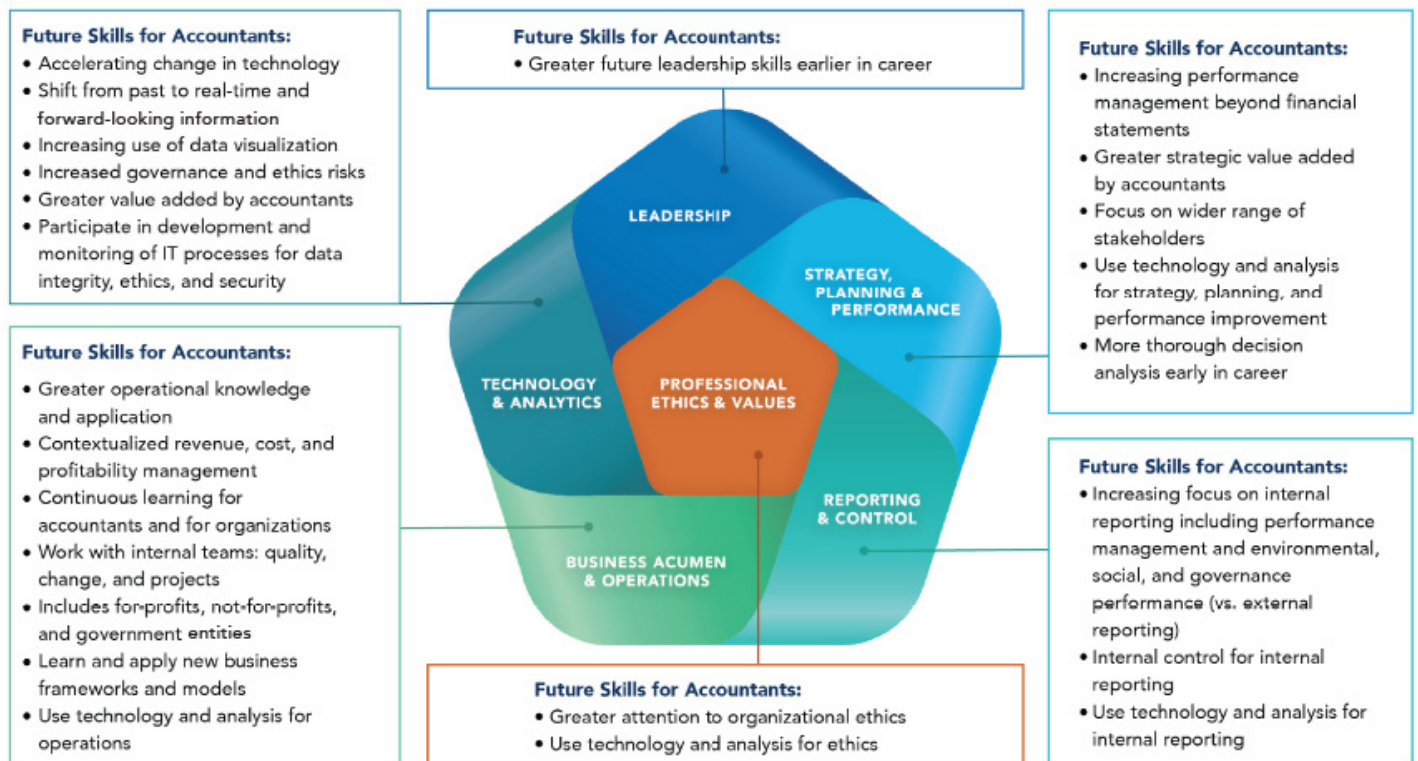 Future Skills for Accountants:
• Accelerating change in technology
• Shift from past to real-time and
forward-looking information
• Increasing use of data visualization
• Increased governance and ethics risks
• Greater value added by accountants
• Participate in development and
monitoring of IT processes for data
integrity, ethics, and security
Future Skills for Accountants:
• Greater future leadership skills earlier in career
Future Skills for Accountants:
• Increasing performance
management beyond financial
statements
• Greater strategic value added
by accountants
• Focus on wider range of
stakeholders
• Use technology and analysis
for strategy, planning, and
performance improvement
• More thorough decision
analysis early in career
LEADERSHIP
STRATEGY,
PLANNING &
PERFORMANCE
TECHNOLOGY
& ANALYTICS
PROFESSIONAL
ETHICS & VALUES
REPORTING
& CONTROL
BUSINESS ACUMEN
& OPERATIONS
Future Skills for Accountants:
• Greater operational knowledge
and application
• Contextualized revenue, cost, and
profitability management
• Continuous learning for
accountants and for organizations
• Work with internal teams: quality,
change, and projects
• Includes for-profits, not-for-profits,
and government entities
• Learn and apply new business
frameworks and models
• Use technology and analysis for
operations
Future Skills for Accountants:
• Greater attention to organizational ethics
• Use technology and analysis for ethics
Future Skills for Accountants:
• Increasing focus on internal
reporting including performance
management and environmental,
social, and governance
performance (vs. external
reporting)
• Internal control for internal
reporting
• Use technology and analysis for
internal reporting